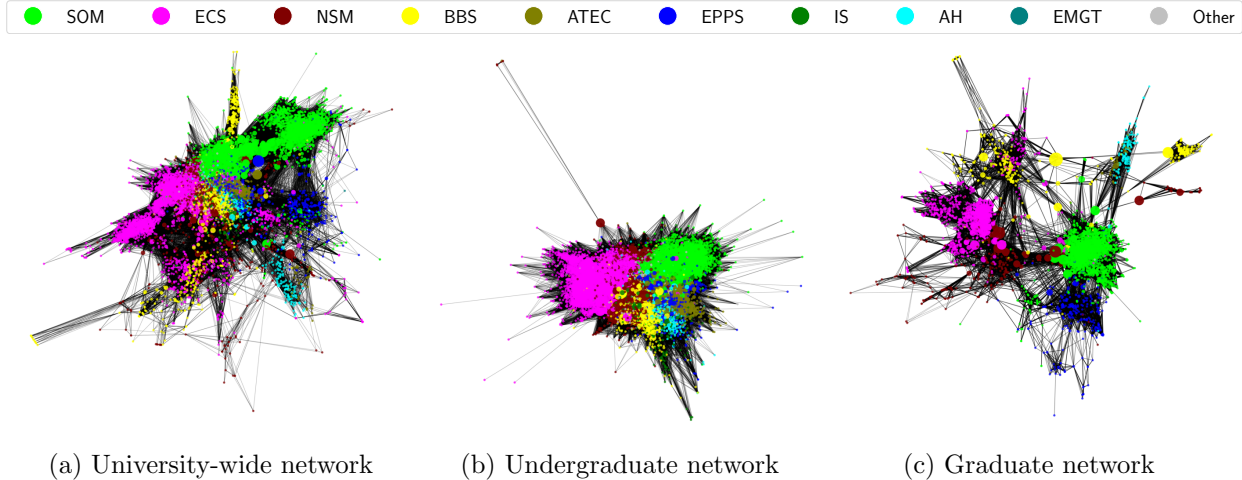 SOM ECS NSM BBS ATEC EPPS IS AH EMGT Other
(a) University-wide network (b) Undergraduate network (c) Graduate network